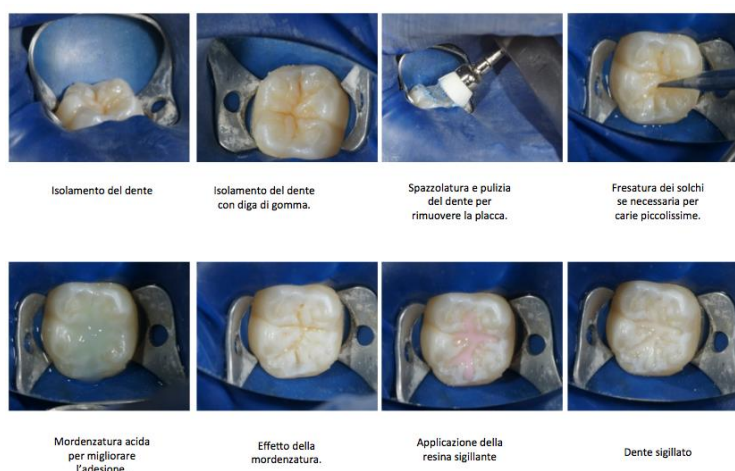 Isolamento del dente
Isolamento del dente
con diga di gomma.
Spazzolatura e pulizia
del dente per
rimuovere la placca.
Fresatura dei solchi
se necessaria per
carie piccolissime.
Mordenzatura acida
per migliorare
l'adesione
Effetto della
mordenzatura.
Applicazione della
resina sigillante
Dente sigillato